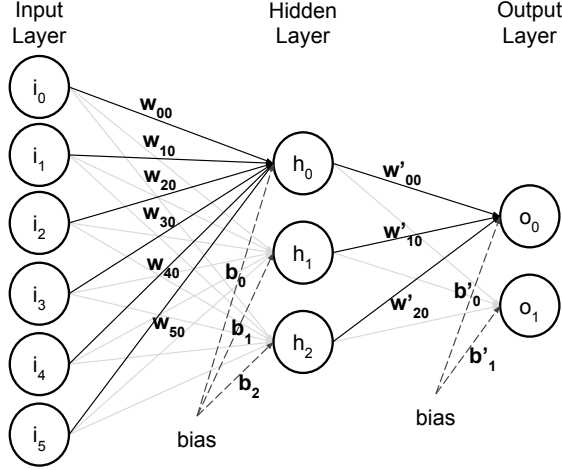 Input
Layer
Hidden
Layer
Output
Layer
i₀
i₁
i₂
i₃
i₄
i₅
w₀₀
w₁₀
w₂₀
w₃₀
w₄₀
w₅₀
h₀
h₁
h₂
b₀
b₁
b₂
bias
w'₀₀
w'₁₀
w'₂₀
o₀
o₁
b'₀
b'₁
bias